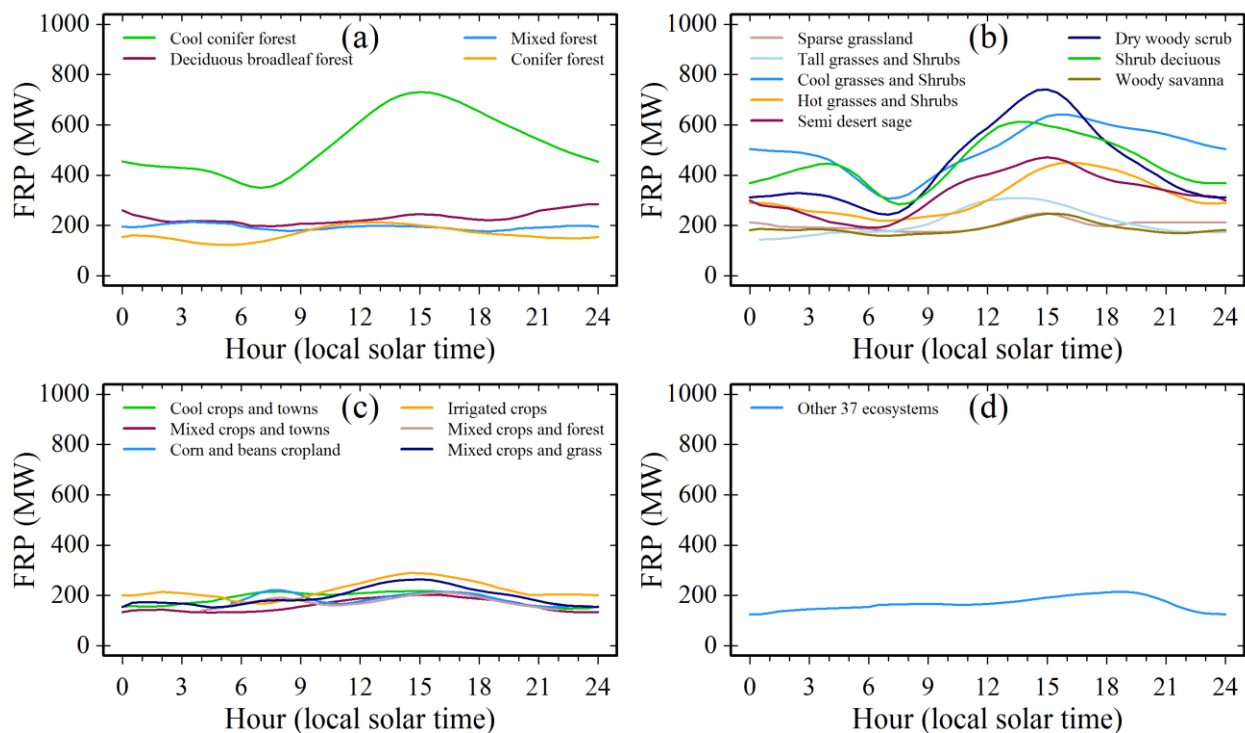 (a)
Cool conifer forest
Mixed forest
Deciduous broadleaf forest
Conifer forest
FRP (MW)
1000
800
600
400
200
0
0 3 6 9 12 15 18 21 24
Hour (local solar time)
(b)
Sparse grassland
Dry woody scrub
Tall grasses and Shrubs
Shrub deciuous
Cool grasses and Shrubs
Woody savanna
Hot grasses and Shrubs
Semi desert sage
FRP (MW)
1000
800
600
400
200
0
0 3 6 9 12 15 18 21 24
Hour (local solar time)
(c)
Cool crops and towns
Irrigated crops
Mixed crops and towns
Mixed crops and forest
Corn and beans cropland
Mixed crops and grass
FRP (MW)
1000
800
600
400
200
0
0 3 6 9 12 15 18 21 24
Hour (local solar time)
(d)
Other 37 ecosystems
FRP (MW)
1000
800
600
400
200
0
0 3 6 9 12 15 18 21 24
Hour (local solar time)